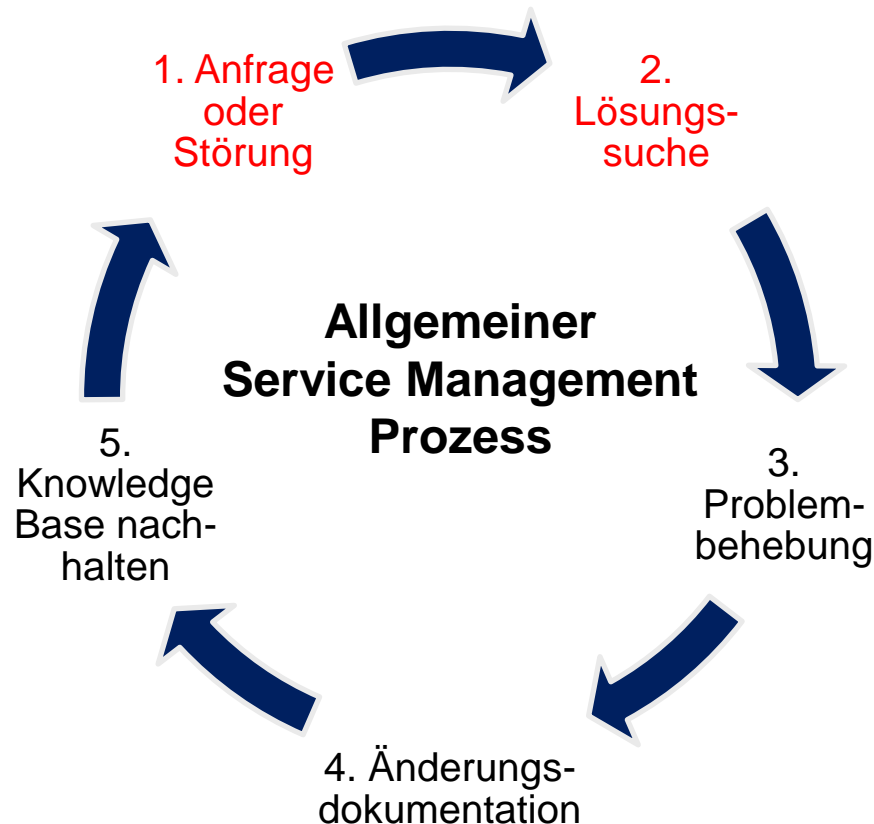 1. Anfrage
oder
Störung
2.
Lösungs-
suche
Allgemeiner
Service Management
Prozess
3.
Problem-
behebung
4. Änderungs-
dokumentation
5.
Knowledge
Base nach-
halten